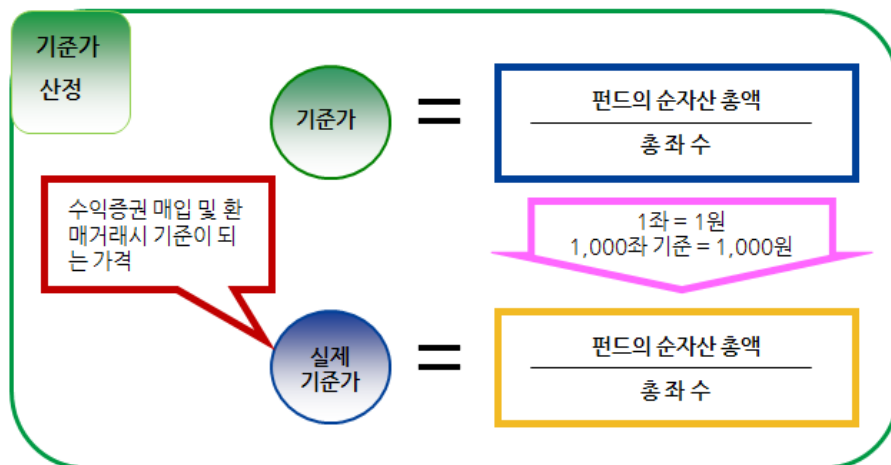 기준가
산정
기준가
=
펀드의 순자산 총액
총 좌 수
수익증권 매입 및 환
매거래시 기준이 되
는 가격
1좌 = 1원
1,000좌 기준 = 1,000원
실제
기준가
=
펀드의 순자산 총액
총 좌 수